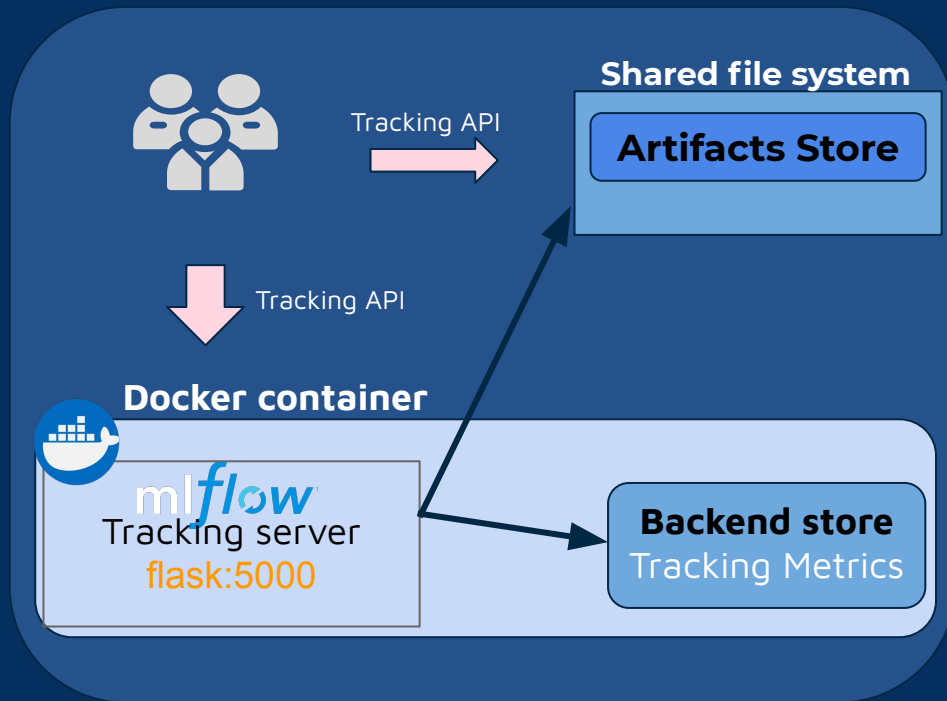 Shared file system
Tracking API
Artifacts Store
Tracking API
Docker container
mlflow
Tracking server
flask:5000
Backend store
Tracking Metrics